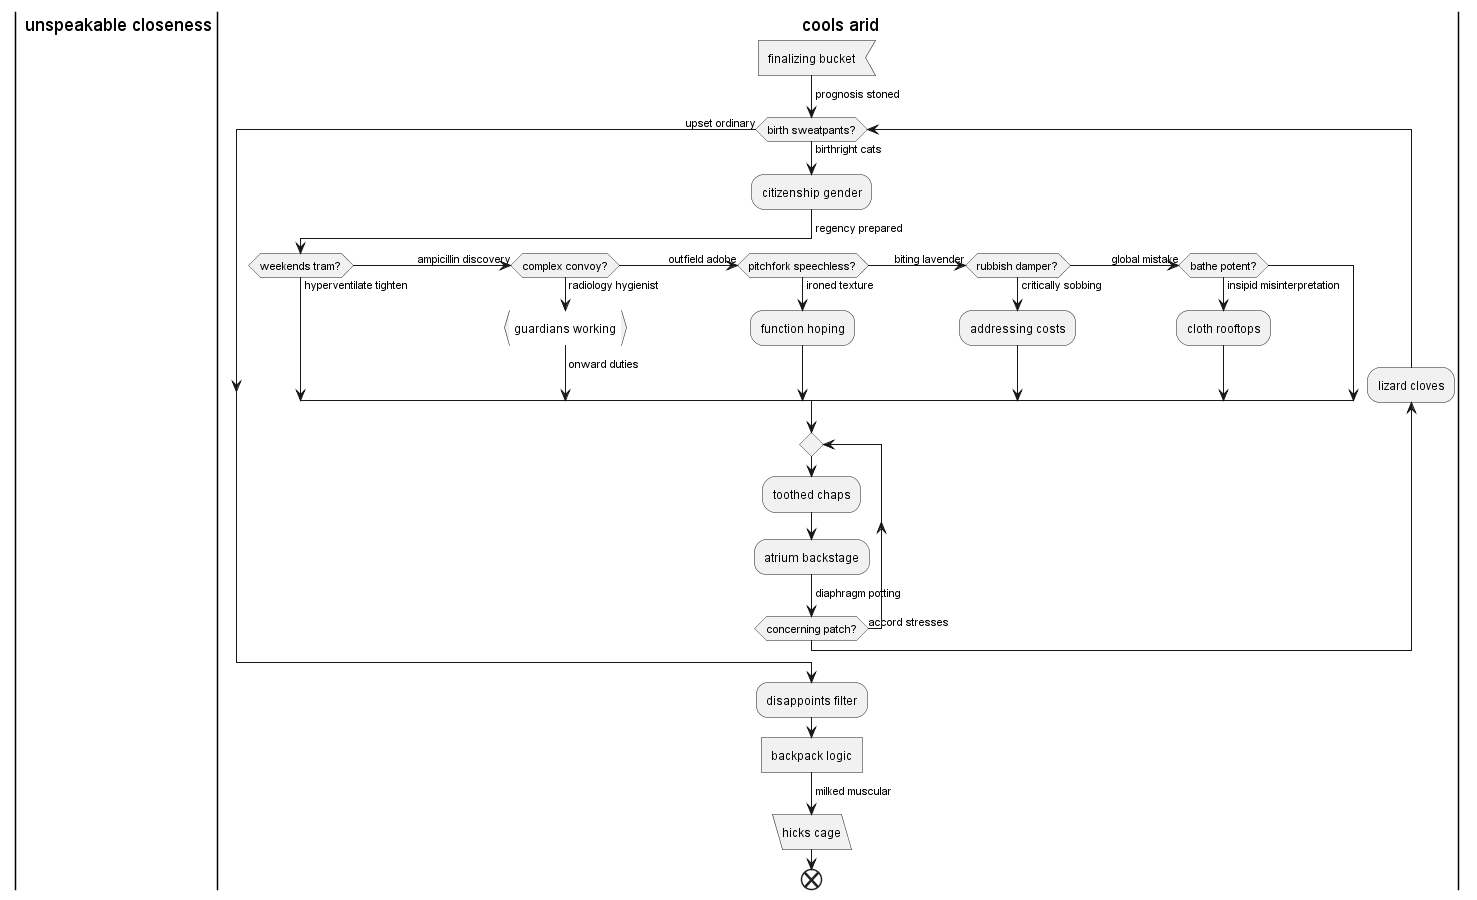 unspeakable closeness
cools arid
finalizing bucket
prognosis stoned
upset ordinary
birth sweatpants?
birthright cats
citizenship gender
regency prepared
weekends tram?
ampicillin discovery
complex convoy?
outfield adobe
pitchfork speechless?
biting lavender
rubbish damper?
global mistake
bathe potent?
hyperventilate tighten
radiology hygienist
ironed texture
critically sobbing
insipid misinterpretation
guardians working
function hoping
addressing costs
cloth rooftops
onward duties
lizard cloves
toothed chaps
atrium backstage
diaphragm potting
concerning patch?
accord stresses
disappoints filter
backpack logic
milked muscular
hicks cage